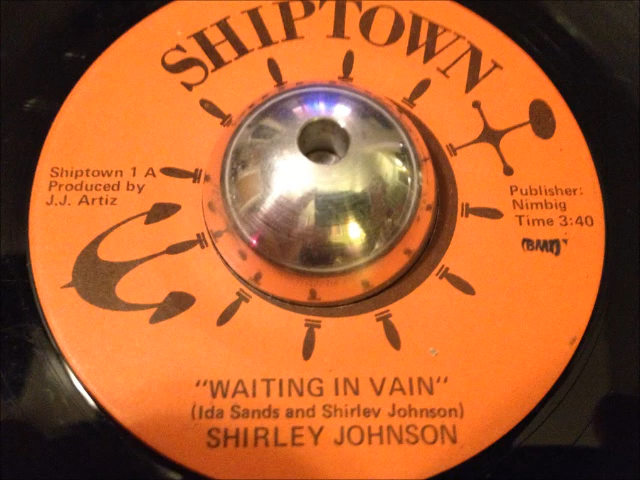 SHIPTOWN
Shiptown 1 A
Produced by
J.J. Artiz
Publisher:
Nimbig
Time 3:40
(BMI)
"WAITING IN VAIN"
(Ida Sands and Shirley Johnson)
SHIRLEY JOHNSON